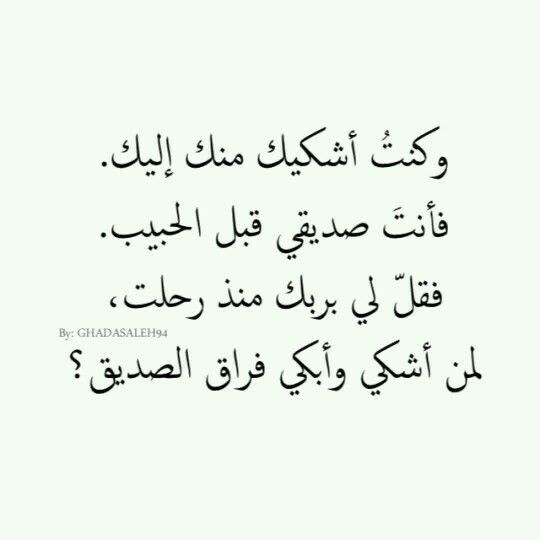 وكنتُ أشكيك منك إليك.
فأنتَ صديقي قبل الحبيب.
فقلّ لي بربك منذ رحلت،
By: GHADASALEH94
لمن أشكي وأبكي فراق الصديق؟